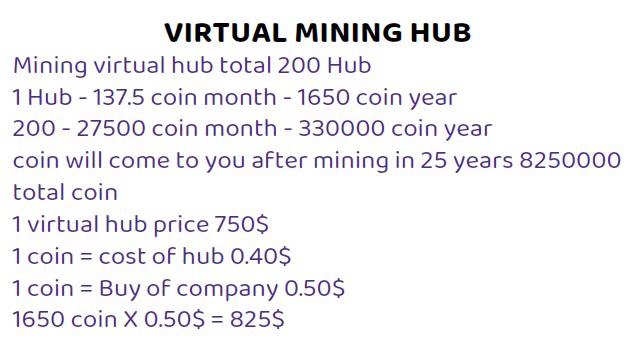 VIRTUAL MINING HUB
Mining virtual hub total 200 Hub
1 Hub - 137.5 coin month - 1650 coin year
200 - 27500 coin month - 330000 coin year
coin will come to you after mining in 25 years 8250000
total coin
1 virtual hub price 750$
1 coin = cost of hub 0.40$
1 coin = Buy of company 0.50$
1650 coin X 0.50$ = 825$